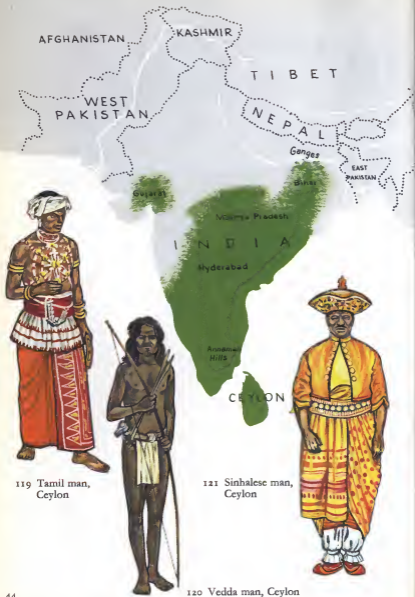 AFGHANISTAN
KASHMIR
TIBET
WEST
PAKISTAN
NEPAL
Ganges
EAST
PAKISTAN
Gujarat
Bihar
Madhya Pradesh
INDIA
Hyderabad
Annamalai
Hills
CEYLON
119 Tamil man,
Ceylon
121 Sinhalese man,
Ceylon
120 Vedda man, Ceylon
44